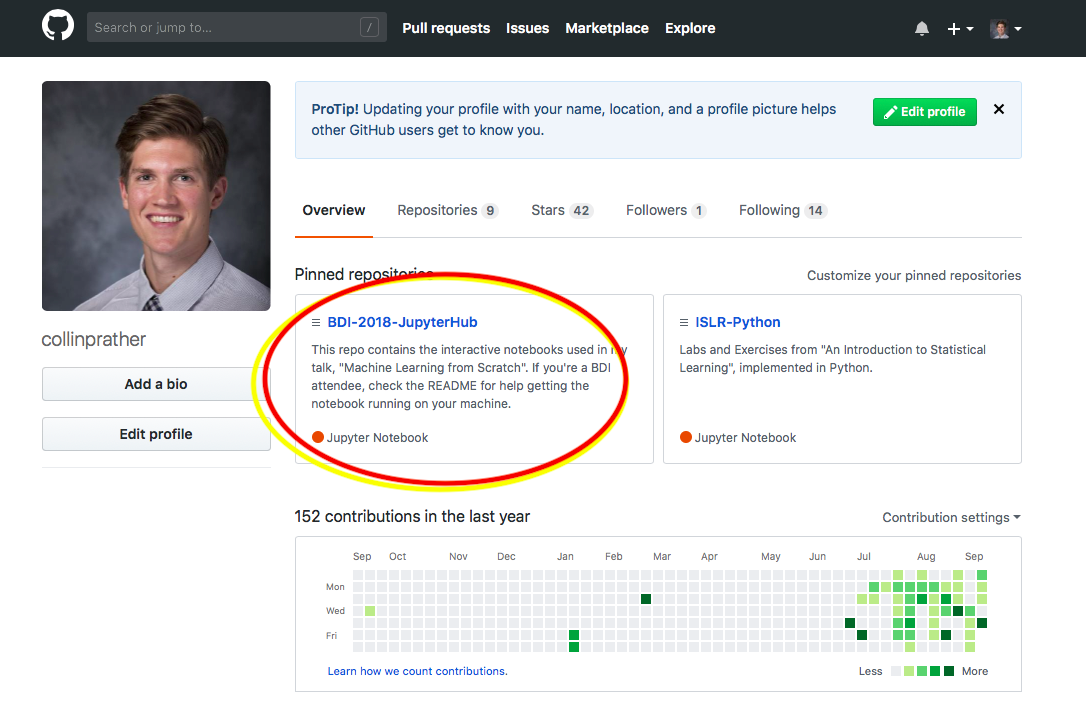 Search or jump to... /
Pull requests Issues Marketplace Explore
ProTip! Updating your profile with your name, location, and a profile picture helps
other GitHub users get to know you.
Edit profile
Overview Repositories 9 Stars 42 Followers 1 Following 14
collinprather
Add a bio
Edit profile
Pinned repositories
Customize your pinned repositories
BDI-2018-JupyterHub
This repo contains the interactive notebooks used in my
talk, "Machine Learning from Scratch". If you're a BDI
attendee, check the README for help getting the
notebook running on your machine.
Jupyter Notebook
ISLR-Python
Labs and Exercises from "An Introduction to Statistical
Learning", implemented in Python.
Jupyter Notebook
152 contributions in the last year
Contribution settings
Sep Oct Nov Dec Jan Feb Mar Apr May Jun Jul Aug Sep
Mon
Wed
Fri
Learn how we count contributions.
Less More